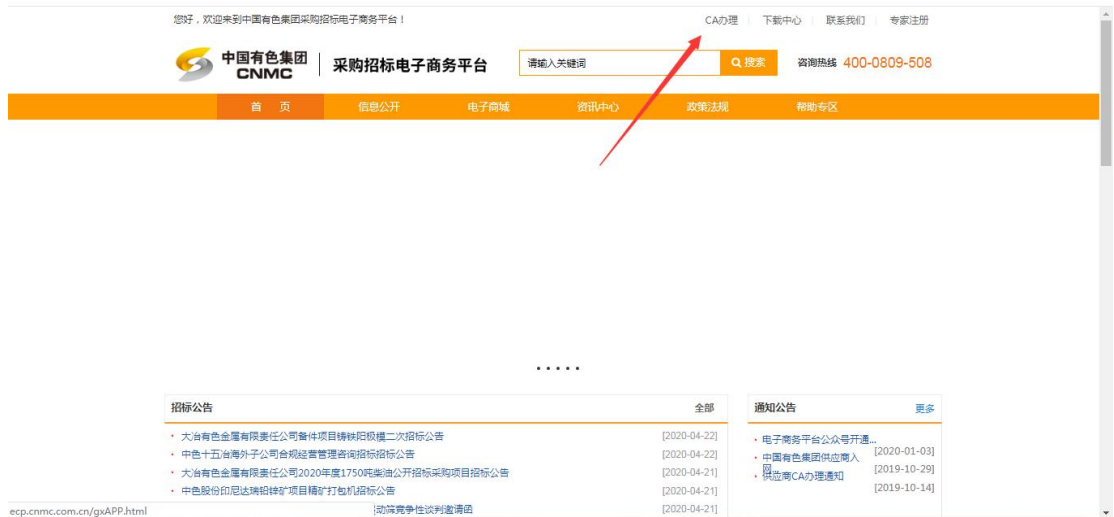 您好，欢迎来到中国有色集团采购招标电子商务平台！
CA办理 下载中心 联系我们 专家注册
中国有色集团
CNMC
采购招标电子商务平台
请输入关键词
搜索
咨询热线 400-0809-508
首 页 信息公开 电子商城 资讯中心 政策法规 帮助专区
招标公告 全部
大冶有色金属有限责任公司备件项目铸铁阳极模二次招标公告 [2020-04-22]
中色十五冶海外子公司合规经营管理咨询招标招标公告 [2020-04-22]
大冶有色金属有限责任公司2020年度1750吨柴油公开招标采购项目招标公告 [2020-04-21]
中色股份印尼达瑞铅锌矿项目精矿打包机招标公告 [2020-04-21]
动筛竞争性谈判邀请函 [2020-04-21]
通知公告 更多
电子商务平台公众号开通... [2020-01-03]
中国有色集团供应商入网 [2019-10-29]
供应商CA办理通知 [2019-10-14]
ecp.cnmc.com.cn/gxAPP.html